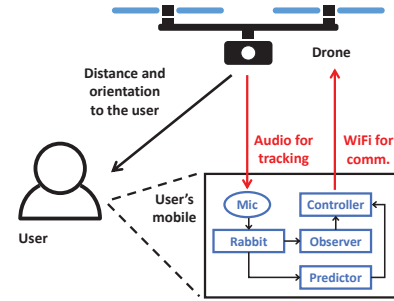 Drone
Distance and
orientation
to the user
Audio for
tracking
WiFi for
comm.
User's
mobile
User
Mic
Controller
Rabbit
Observer
Predictor